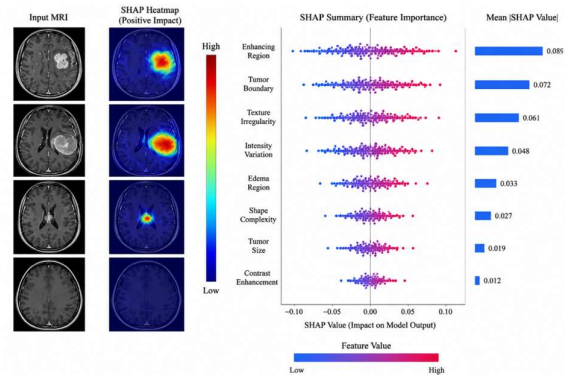 Input MRI
SHAP Heatmap
(Positive Impact)
High
Low
SHAP Summary (Feature Importance)
Mean |SHAP Value|
Enhancing
Region
0.089
Tumor
Boundary
0.072
Texture
Irregularity
0.061
Intensity
Variation
0.048
Edema
Region
0.033
Shape
Complexity
0.027
Tumor
Size
0.019
Contrast
Enhancement
0.012
−0.10
−0.05
0.00
0.05
0.10
SHAP Value (Impact on Model Output)
Feature Value
Low
High